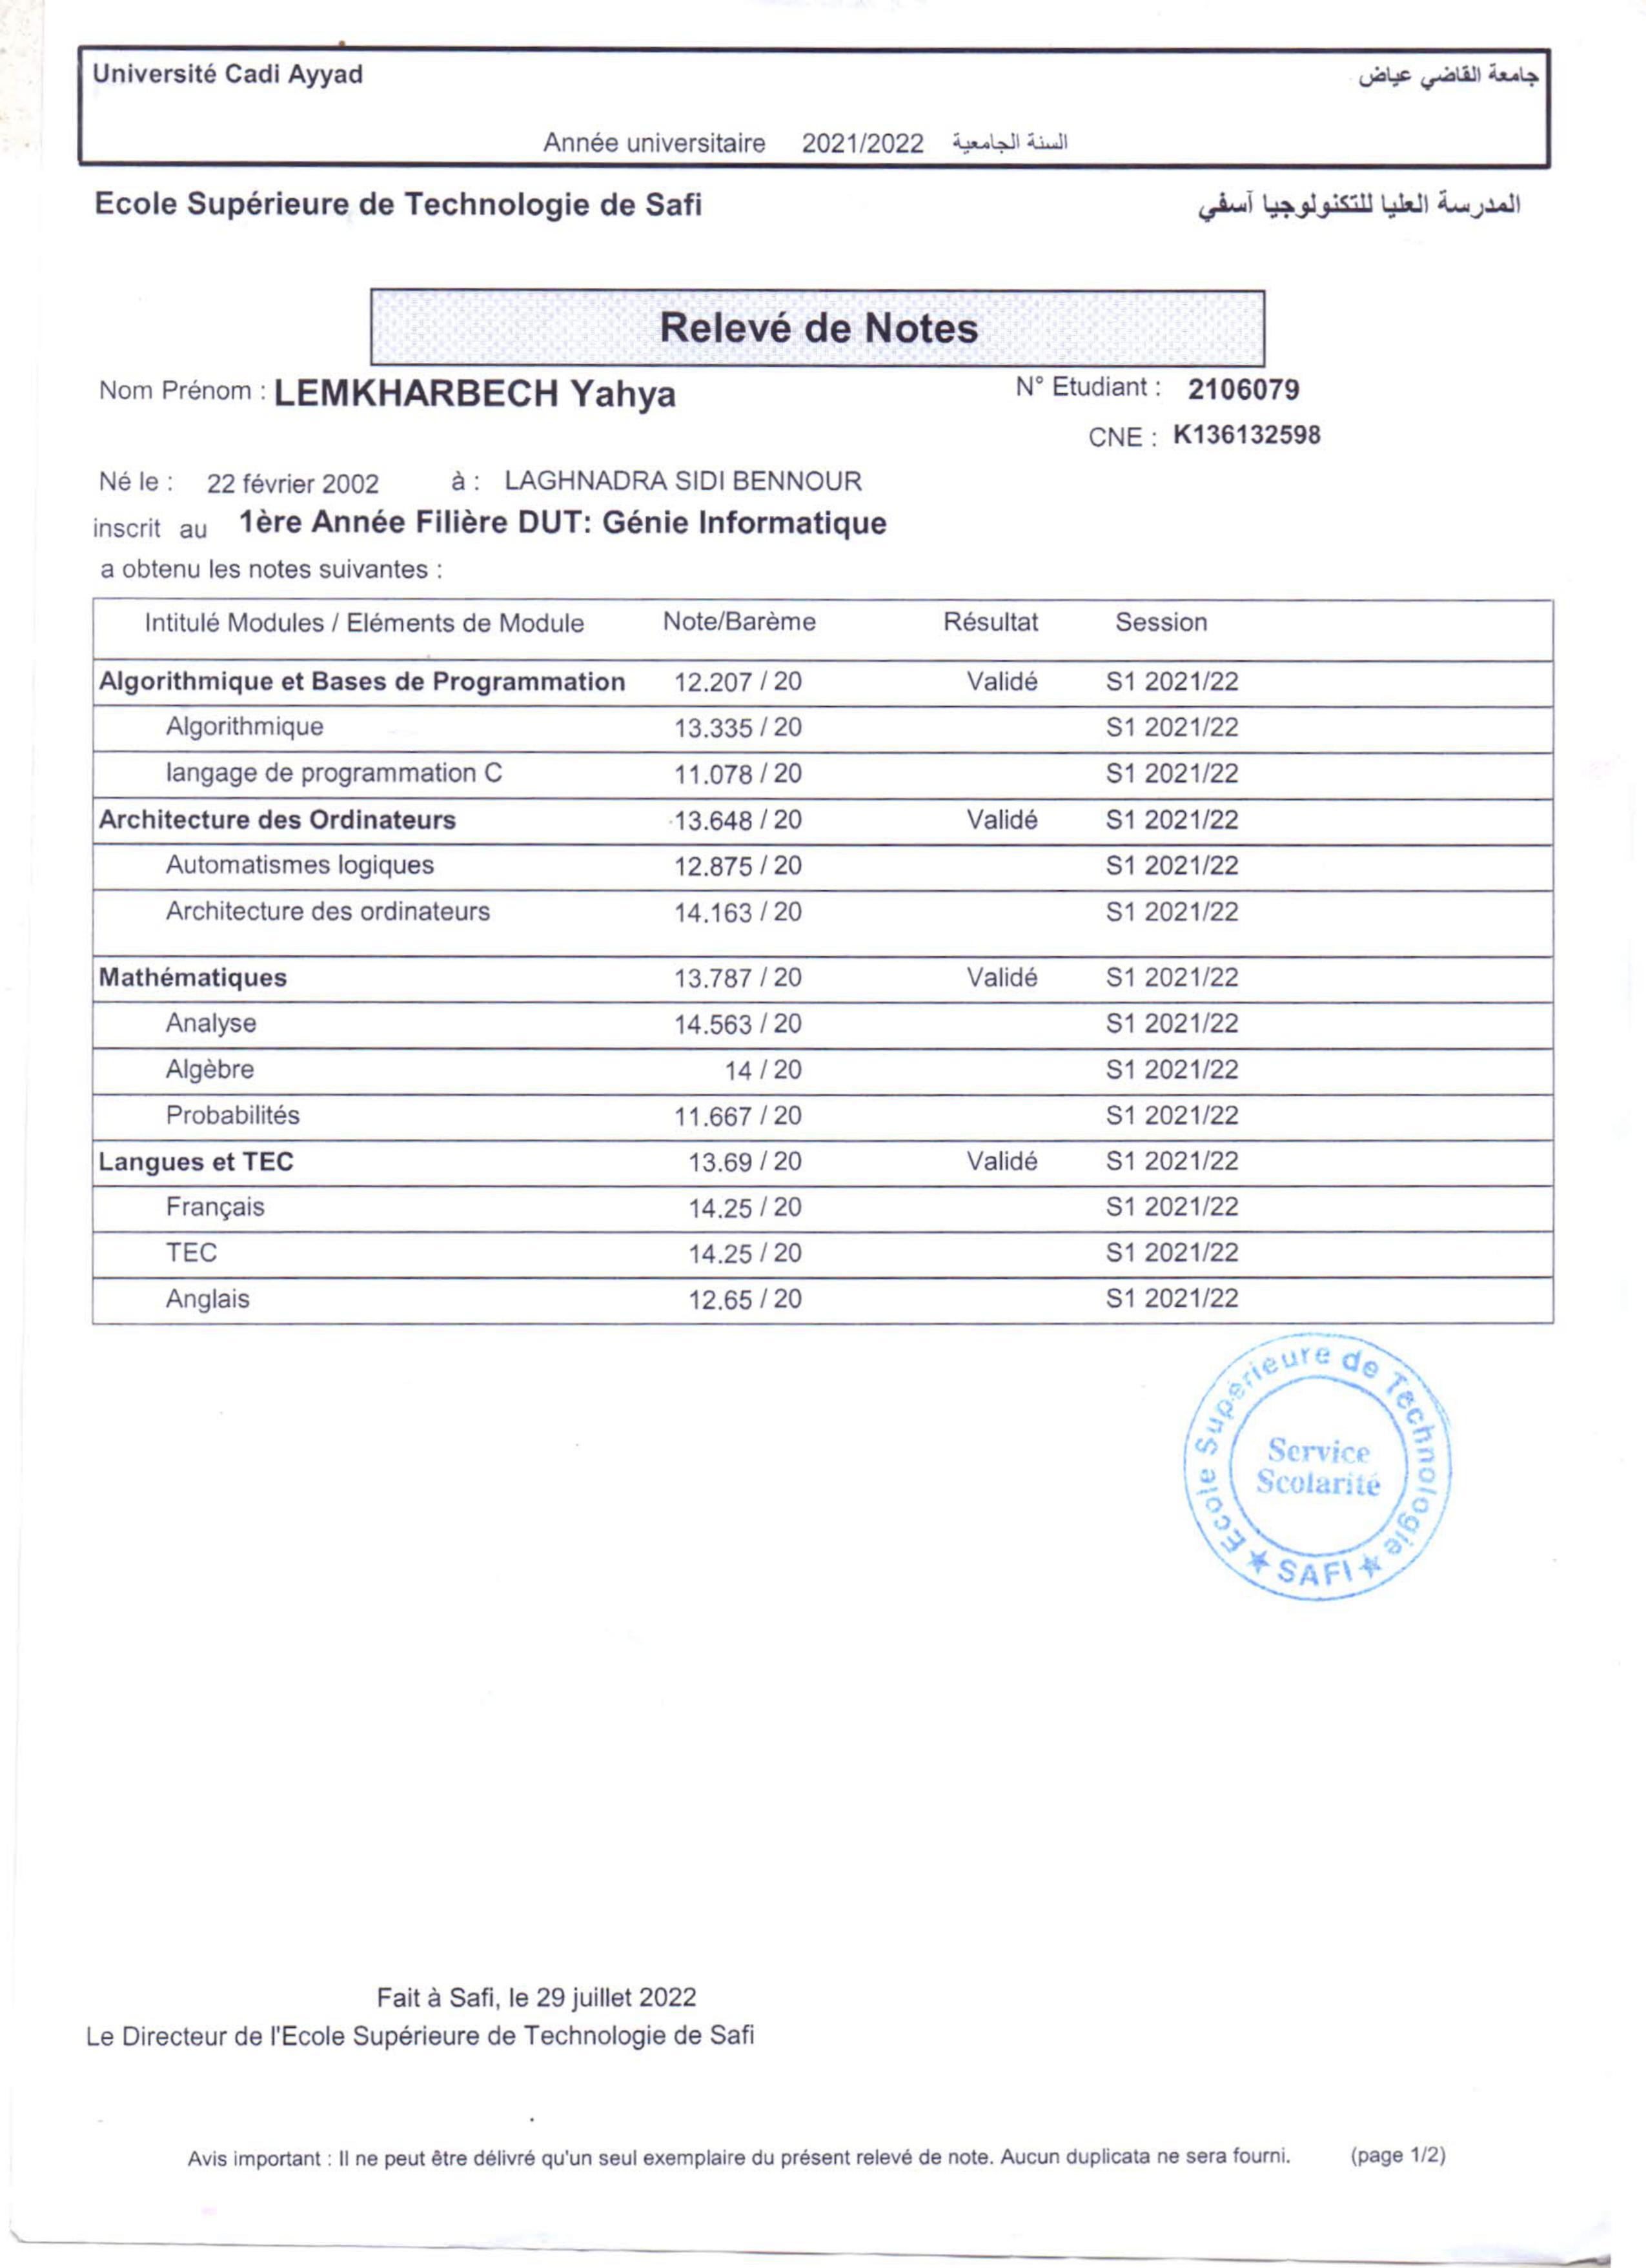 Université Cadi Ayyad جامعة القاضي عياض
Année universitaire 2021/2022 السنة الجامعية
Ecole Supérieure de Technologie de Safi المدرسة العليا للتكنولوجيا آسفي
Relevé de Notes
Nom Prénom : LEMKHARBECH Yahya N° Etudiant : 2106079
CNE : K136132598
Né le : 22 février 2002 à : LAGHNADRA SIDI BENNOUR
inscrit au 1ère Année Filière DUT: Génie Informatique
a obtenu les notes suivantes :
Intitulé Modules / Eléments de Module Note/Barème Résultat Session
Algorithmique et Bases de Programmation 12.207 / 20 Validé S1 2021/22
Algorithmique 13.335 / 20 S1 2021/22
langage de programmation C 11.078 / 20 S1 2021/22
Architecture des Ordinateurs 13.648 / 20 Validé S1 2021/22
Automatismes logiques 12.875 / 20 S1 2021/22
Architecture des ordinateurs 14.163 / 20 S1 2021/22
Mathématiques 13.787 / 20 Validé S1 2021/22
Analyse 14.563 / 20 S1 2021/22
Algèbre 14 / 20 S1 2021/22
Probabilités 11.667 / 20 S1 2021/22
Langues et TEC 13.69 / 20 Validé S1 2021/22
Français 14.25 / 20 S1 2021/22
TEC 14.25 / 20 S1 2021/22
Anglais 12.65 / 20 S1 2021/22
Ecole Supérieure de Technologie
Service
Scolarité
★ SAFI ★
Fait à Safi, le 29 juillet 2022
Le Directeur de l'Ecole Supérieure de Technologie de Safi
Avis important : Il ne peut être délivré qu'un seul exemplaire du présent relevé de note. Aucun duplicata ne sera fourni. (page 1/2)